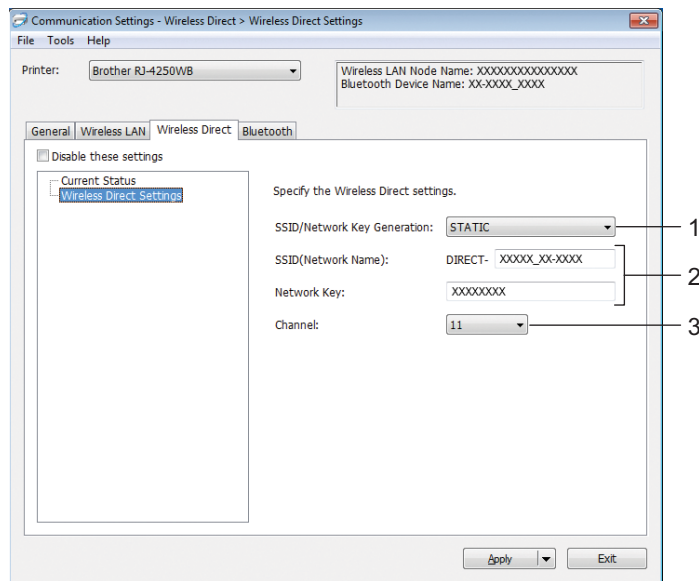 Communication Settings - Wireless Direct > Wireless Direct Settings
File Tools Help
Printer: Brother RJ-4250WB
Wireless LAN Node Name: XXXXXXXXXXXXXXX
Bluetooth Device Name: XX-XXXX_XXXX
General Wireless LAN Wireless Direct Bluetooth
Disable these settings
Current Status
Wireless Direct Settings
Specify the Wireless Direct settings.
SSID/Network Key Generation: STATIC 1
SSID(Network Name): DIRECT- XXXXX_XX-XXXX
2
Network Key: XXXXXXXX
Channel: 11 3
Apply Exit